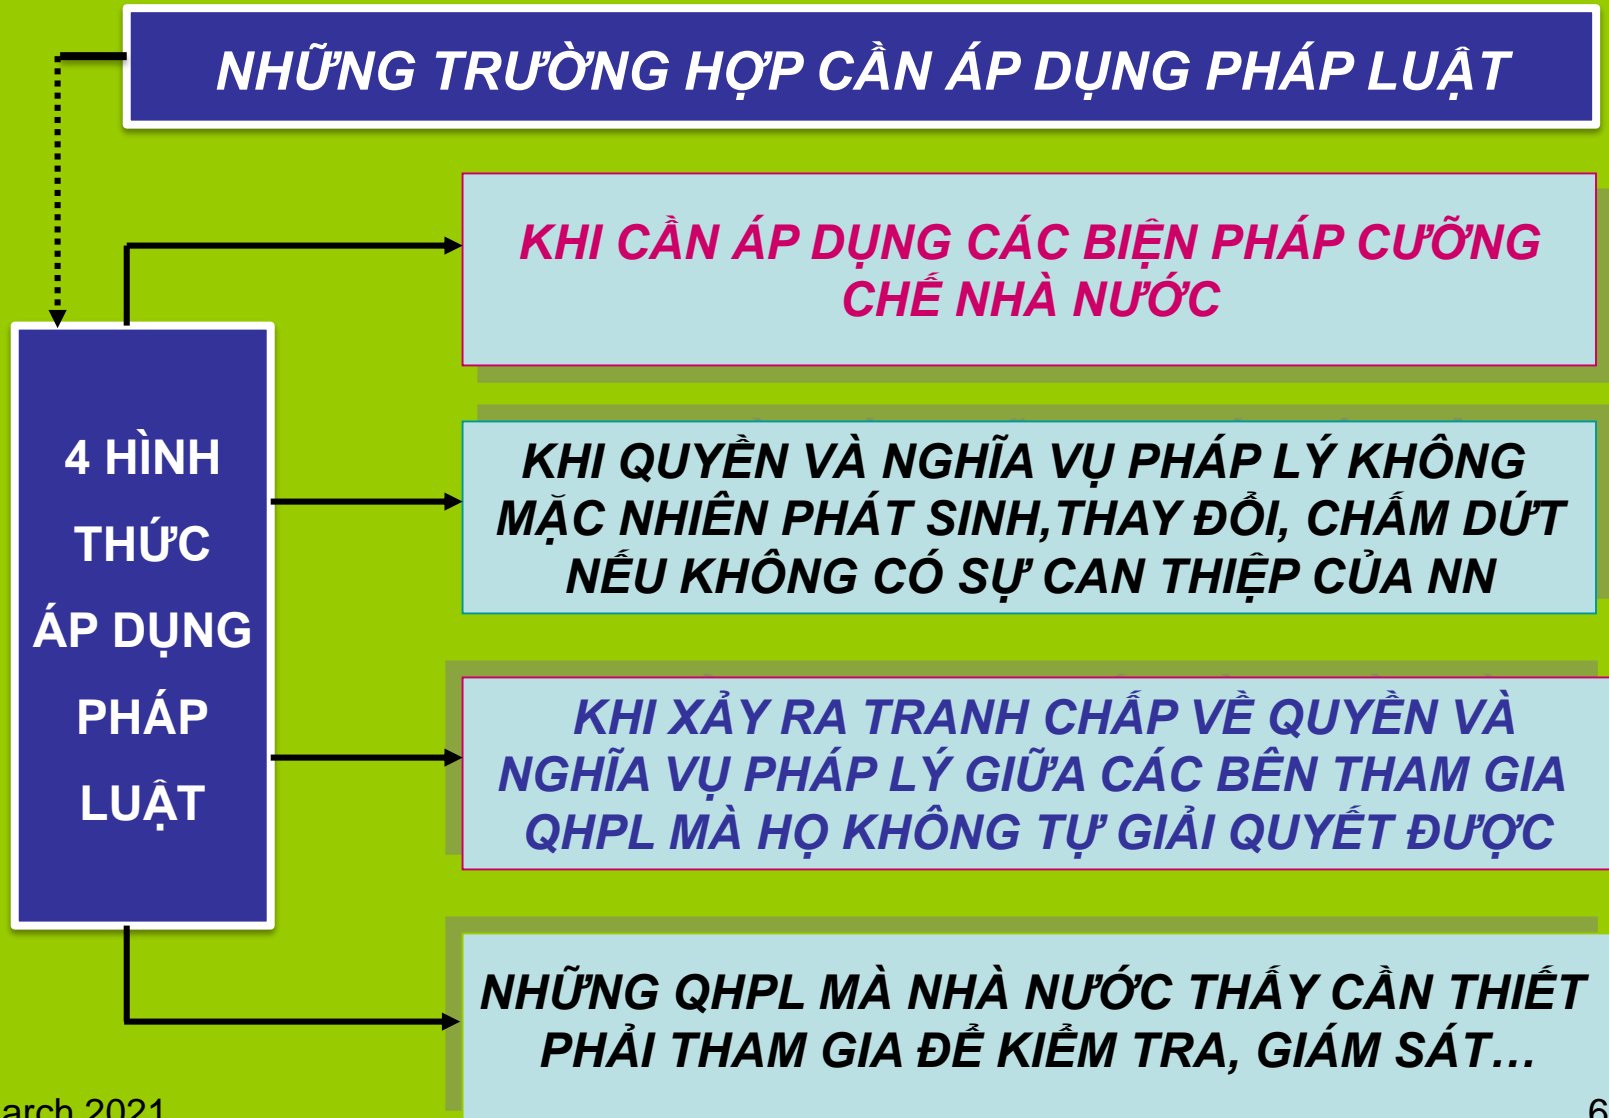 NHỮNG TRƯỜNG HỢP CẦN ÁP DỤNG PHÁP LUẬT
KHI CẦN ÁP DỤNG CÁC BIỆN PHÁP CƯỠNG
CHẾ NHÀ NƯỚC
4 HÌNH
THỨC
ÁP DỤNG
PHÁP
LUẬT
KHI QUYỀN VÀ NGHĨA VỤ PHÁP LÝ KHÔNG
MẶC NHIÊN PHÁT SINH,THAY ĐỔI, CHẤM DỨT
NẾU KHÔNG CÓ SỰ CAN THIỆP CỦA NN
KHI XẢY RA TRANH CHẤP VỀ QUYỀN VÀ
NGHĨA VỤ PHÁP LÝ GIỮA CÁC BÊN THAM GIA
QHPL MÀ HỌ KHÔNG TỰ GIẢI QUYẾT ĐƯỢC
NHỮNG QHPL MÀ NHÀ NƯỚC THẤY CẦN THIẾT
PHẢI THAM GIA ĐỂ KIỂM TRA, GIÁM SÁT…
arch 2021
6